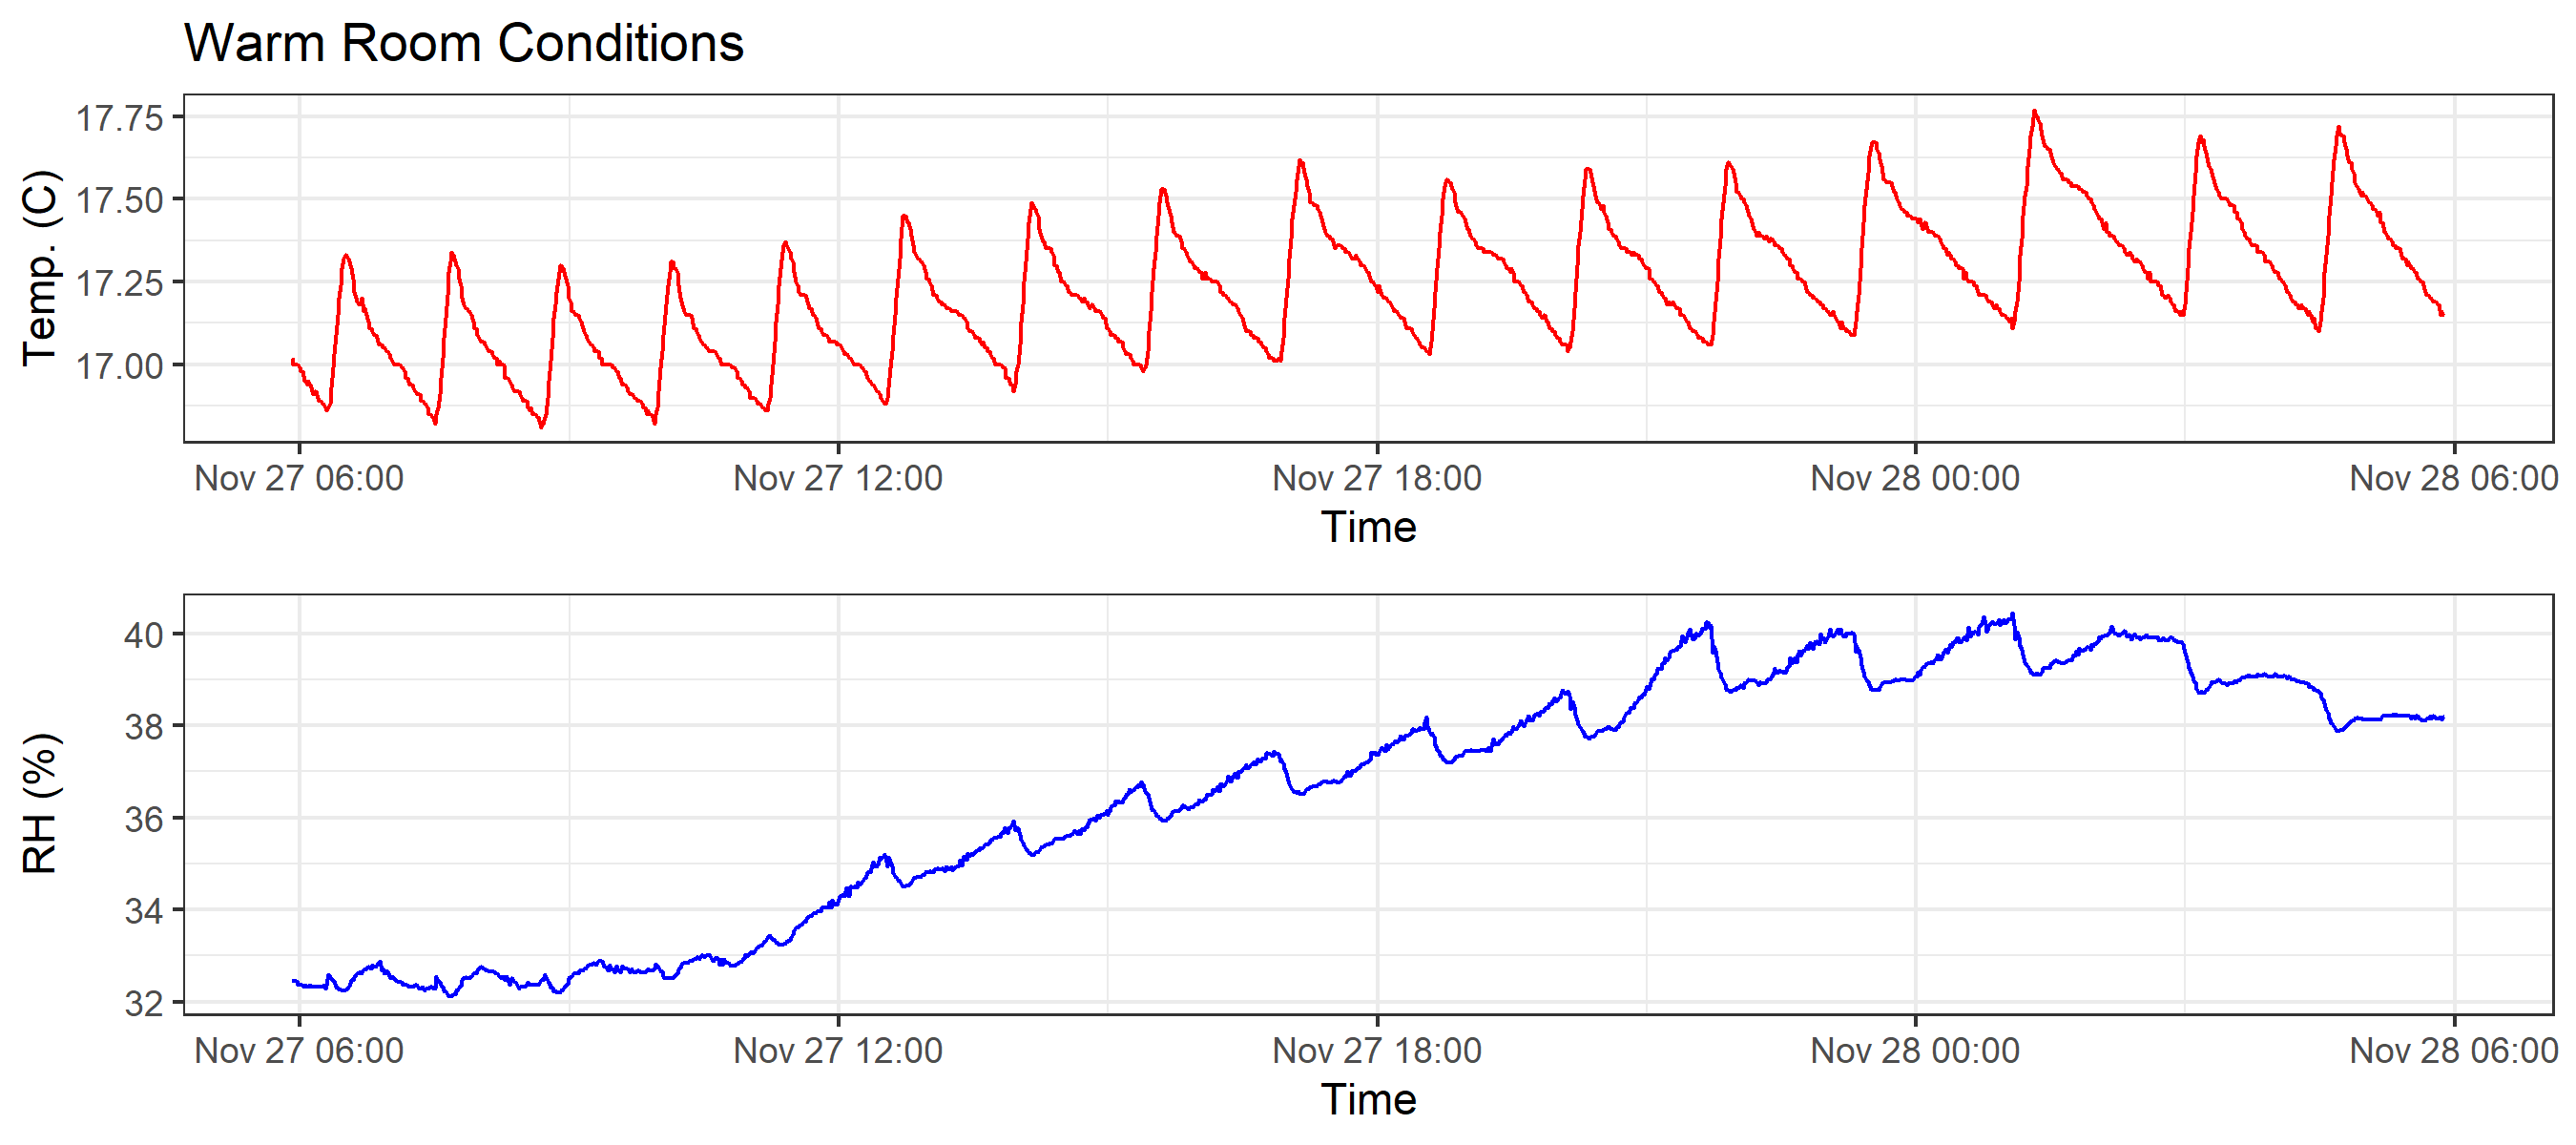 Warm Room Conditions
Temp. (C)
17.75
17.50
17.25
17.00
Nov 27 06:00 Nov 27 12:00 Nov 27 18:00 Nov 28 00:00 Nov 28 06:00
Time
RH (%)
40
38
36
34
32
Nov 27 06:00 Nov 27 12:00 Nov 27 18:00 Nov 28 00:00 Nov 28 06:00
Time